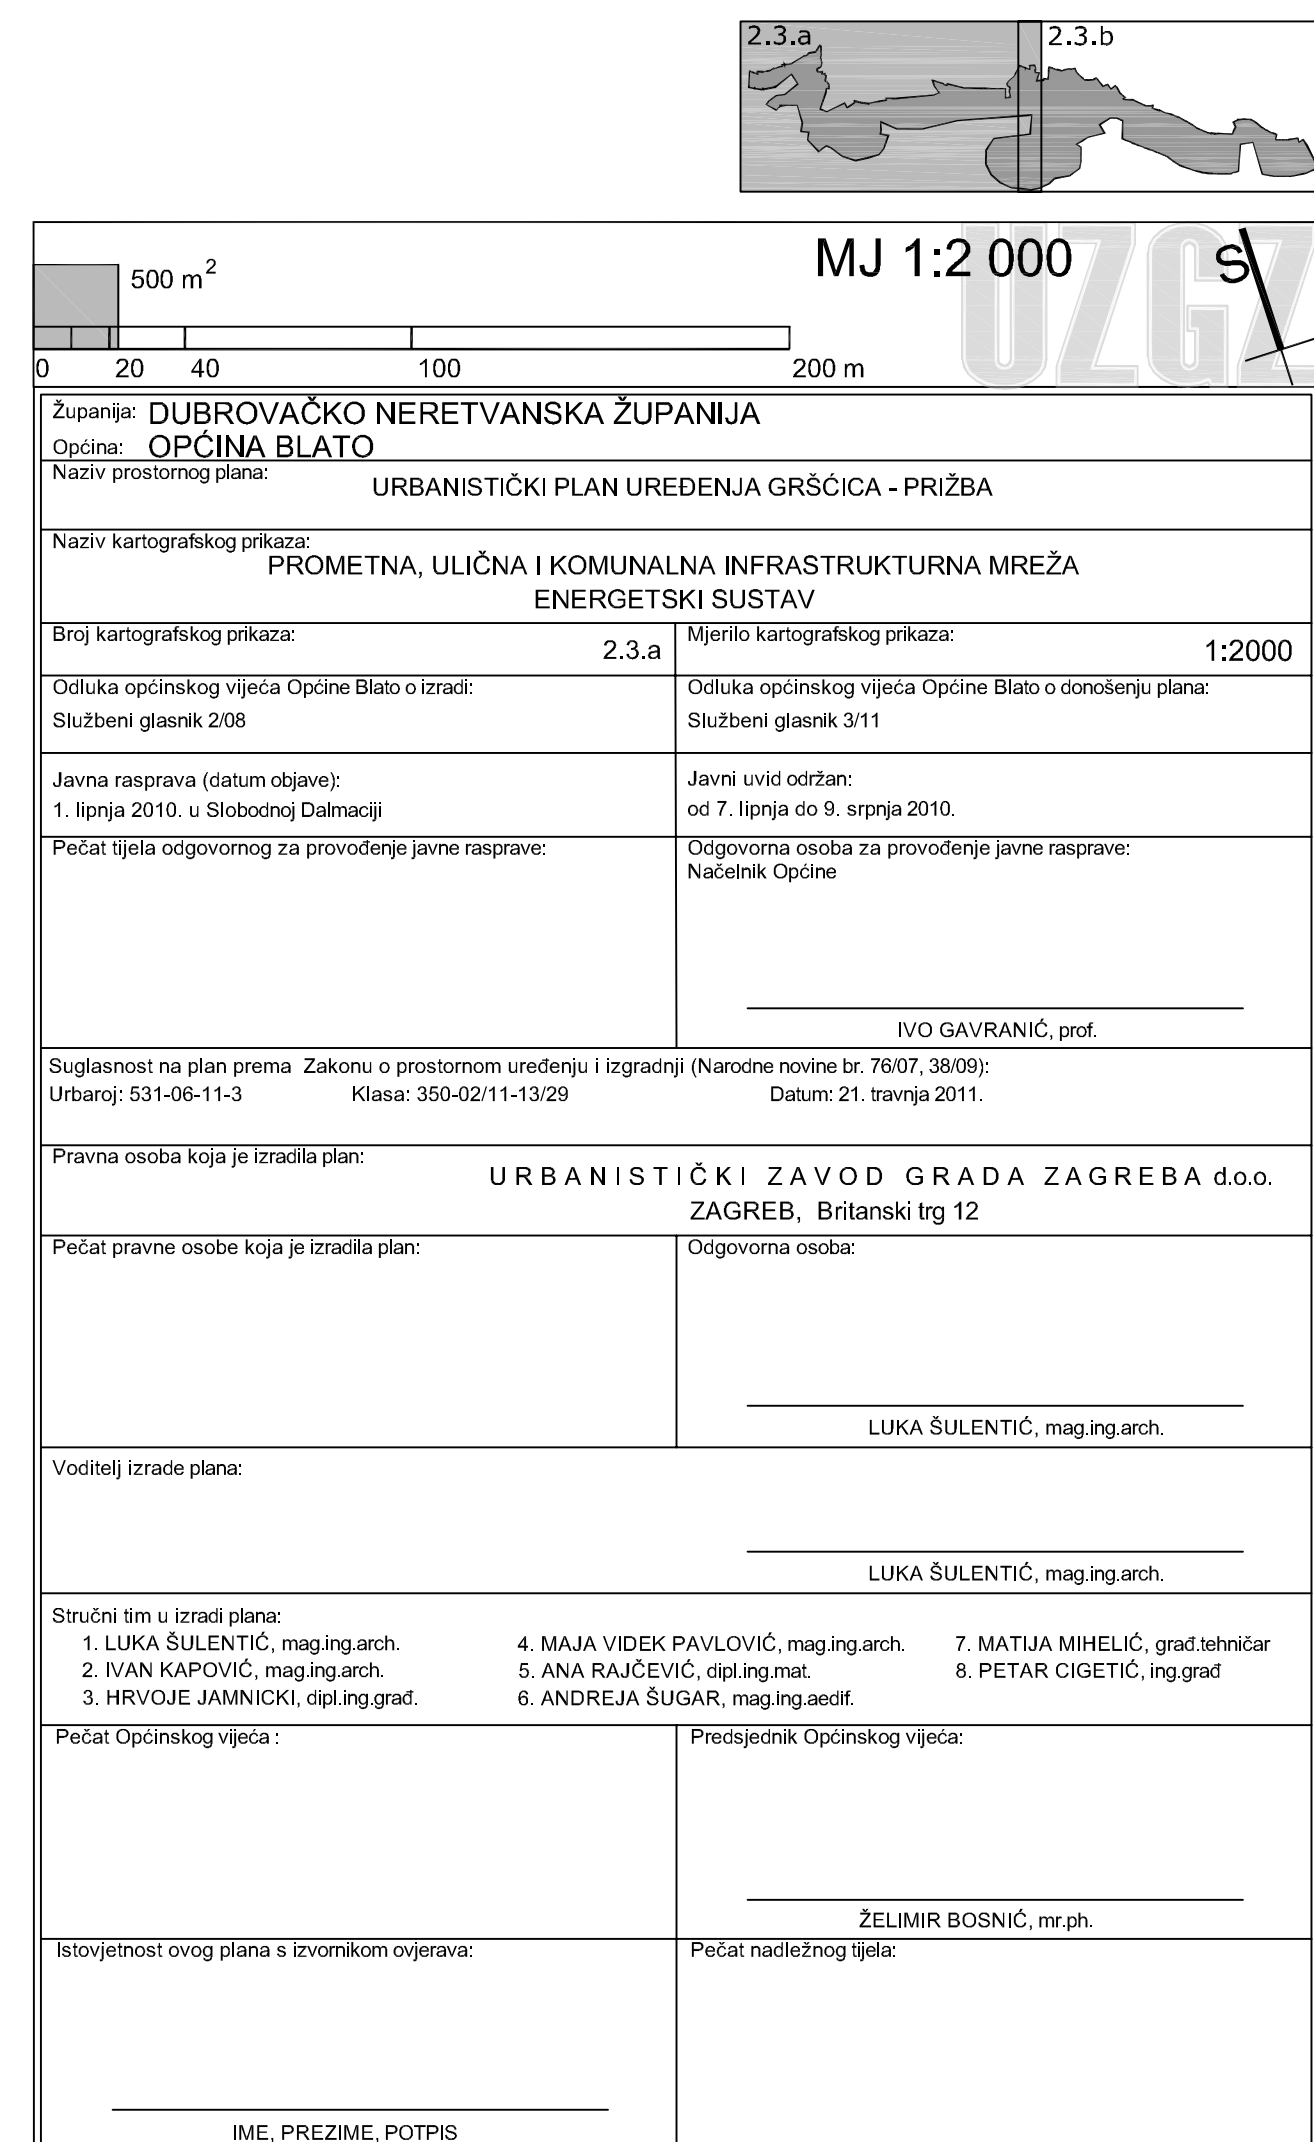 2.3.a 2.3.b
MJ 1:2 000
UZGZ
S
500 m2
0 20 40 100 200 m
Županija: DUBROVAČKO NERETVANSKA ŽUPANIJA
Općina: OPĆINA BLATO
Naziv prostornog plana:
URBANISTIČKI PLAN UREĐENJA GRŠĆICA - PRIŽBA
Naziv kartografskog prikaza:
PROMETNA, ULIČNA I KOMUNALNA INFRASTRUKTURNA MREŽA
ENERGETSKI SUSTAV
Broj kartografskog prikaza:
2.3.a
Mjerilo kartografskog prikaza:
1:2000
Odluka općinskog vijeća Općine Blato o izradi:
Službeni glasnik 2/08
Odluka općinskog vijeća Općine Blato o donošenju plana:
Službeni glasnik 3/11
Javna rasprava (datum objave):
1. lipnja 2010. u Slobodnoj Dalmaciji
Javni uvid održan:
od 7. lipnja do 9. srpnja 2010.
Pečat tijela odgovornog za provođenje javne rasprave:
Odgovorna osoba za provođenje javne rasprave:
Načelnik Općine
IVO GAVRANIĆ, prof.
Suglasnost na plan prema Zakonu o prostornom uređenju i izgradnji (Narodne novine br. 76/07, 38/09):
Urbaroj: 531-06-11-3 Klasa: 350-02/11-13/29 Datum: 21. travnja 2011.
Pravna osoba koja je izradila plan:
URBANISTIČKI ZAVOD GRADA ZAGREBA d.o.o.
ZAGREB, Britanski trg 12
Pečat pravne osobe koja je izradila plan:
Odgovorna osoba:
LUKA ŠULENTIĆ, mag.ing.arch.
Voditelj izrade plana:
LUKA ŠULENTIĆ, mag.ing.arch.
Stručni tim u izradi plana:
1. LUKA ŠULENTIĆ, mag.ing.arch. 4. MAJA VIDEK PAVLOVIĆ, mag.ing.arch. 7. MATIJA MIHELIĆ, građ.tehničar
2. IVAN KAPOVIĆ, mag.ing.arch. 5. ANA RAJČEVIĆ, dipl.ing.mat. 8. PETAR CIGETIĆ, ing.građ
3. HRVOJE JAMNICKI, dipl.ing.građ. 6. ANDREJA ŠUGAR, mag.ing.aedif.
Pečat Općinskog vijeća :
Predsjednik Općinskog vijeća:
ŽELIMIR BOSNIĆ, mr.ph.
Istovjetnost ovog plana s izvornikom ovjerava:
Pečat nadležnog tijela:
IME, PREZIME, POTPIS